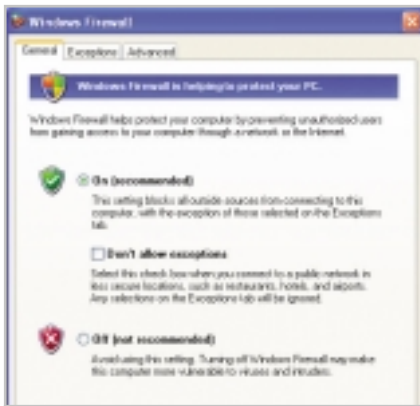 Windows Firewall
General Exceptions Advanced
Windows Firewall is helping to protect your PC.
Windows Firewall helps protect your computer by preventing unauthorized users
from gaining access to your computer through a network or the Internet.
On (recommended)
This setting blocks all outside sources from connecting to this
computer, with the exception of those selected on the Exceptions
tab.
Don't allow exceptions
Select this check box when you connect to a public network in
less secure locations, such as restaurants, hotels, and airports.
Any selections on the Exceptions tab will be ignored.
Off (not recommended)
Avoid using this setting. Turning off Windows Firewall may make
this computer more vulnerable to viruses and intruders.